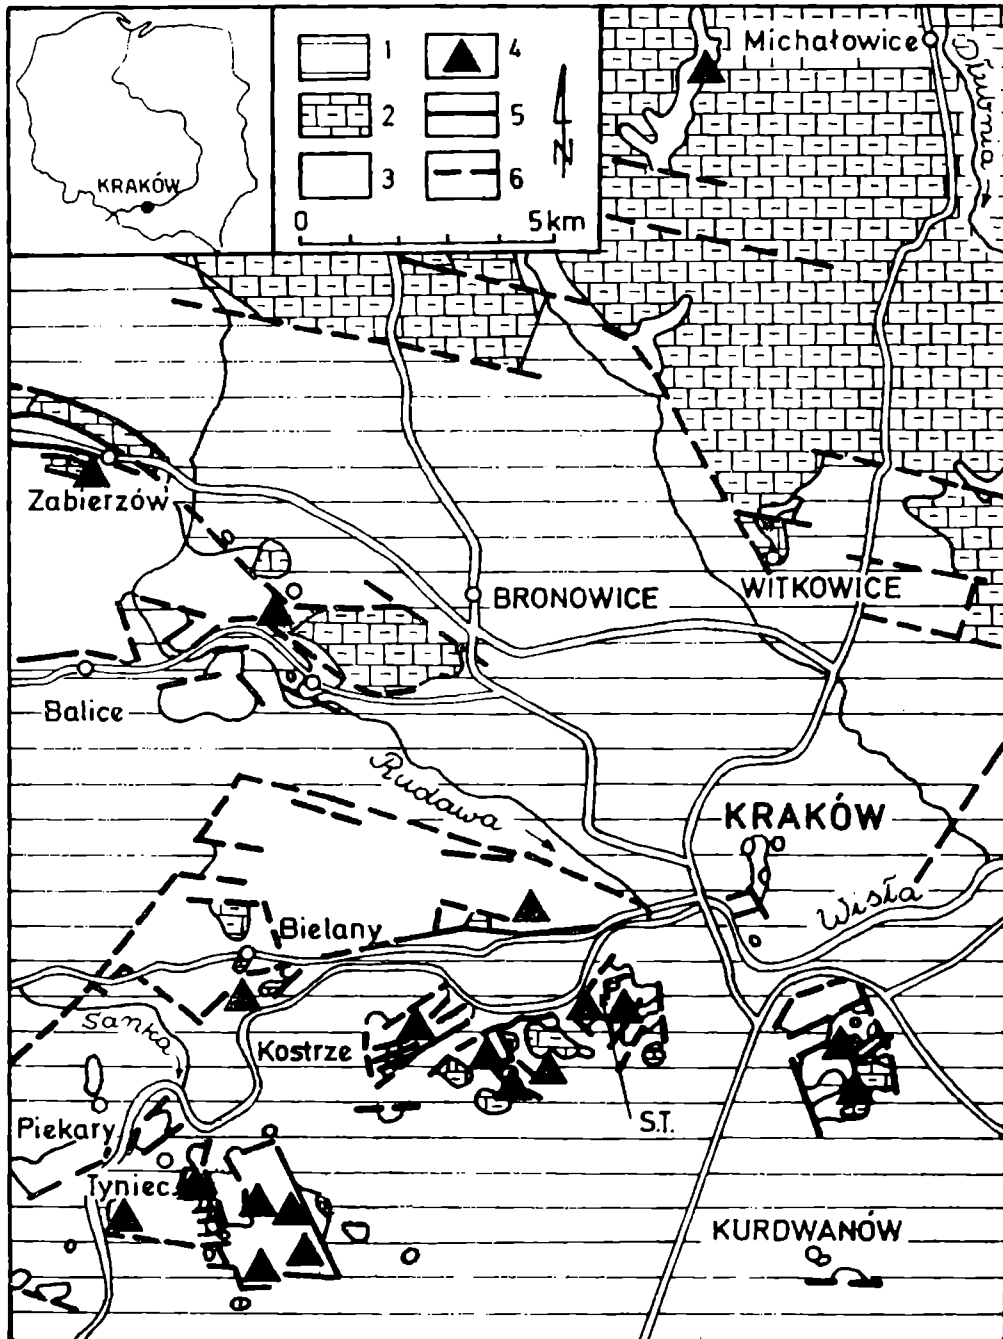 KRAKÓW
1
2
3
4
5
6
N
0 5km
Michałowice
Dłubnia
Zabierzów
BRONOWICE
WITKOWICE
Balice
Rudawa
KRAKÓW
Wisła
Bielany
Sanka
Kostrze
S.T.
Piekary
Tyniec
KURDWANÓW